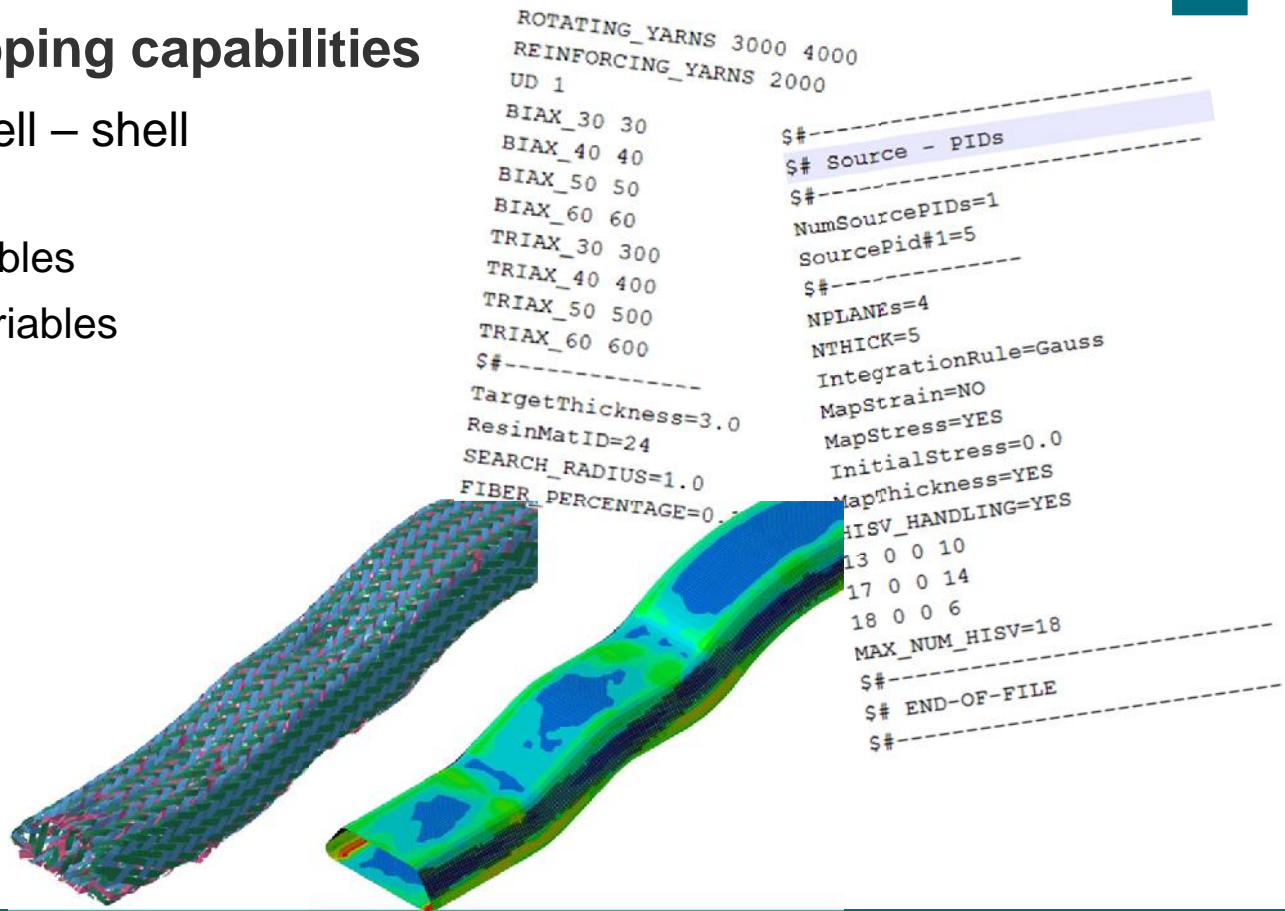 pping capabilities
ell – shell
bles
riables
ROTATING_YARNS 3000 4000
REINFORCING_YARNS 2000
UD 1
BIAX_30 30
BIAX_40 40
BIAX_50 50
BIAX_60 60
TRIAX_30 300
TRIAX_40 400
TRIAX_50 500
TRIAX_60 600
$#--------------
TargetThickness=3.0
ResinMatID=24
SEARCH_RADIUS=1.0
FIBER_PERCENTAGE=0.
$#---------------------------
$# Source - PIDs
$#---------------------------
NumSourcePIDs=1
SourcePid#1=5
$#--------------
NPLANEs=4
NTHICK=5
IntegrationRule=Gauss
MapStrain=NO
MapStress=YES
InitialStress=0.0
MapThickness=YES
HISV_HANDLING=YES
13 0 0 10
17 0 0 14
18 0 0 6
MAX_NUM_HISV=18
$#---------------------------
$# END-OF-FILE
$#---------------------------